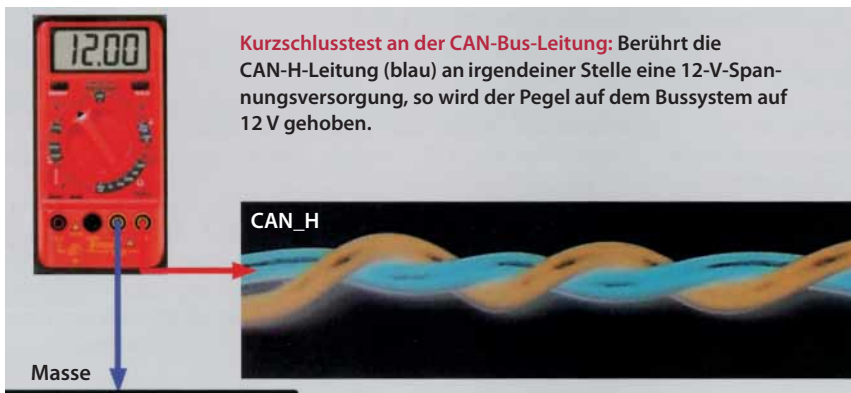 12.00
Kurzschlusstest an der CAN-Bus-Leitung: Berührt die
CAN-H-Leitung (blau) an irgendeiner Stelle eine 12-V-Span-
nungsversorgung, so wird der Pegel auf dem Bussystem auf
12 V gehoben.
CAN_H
Masse